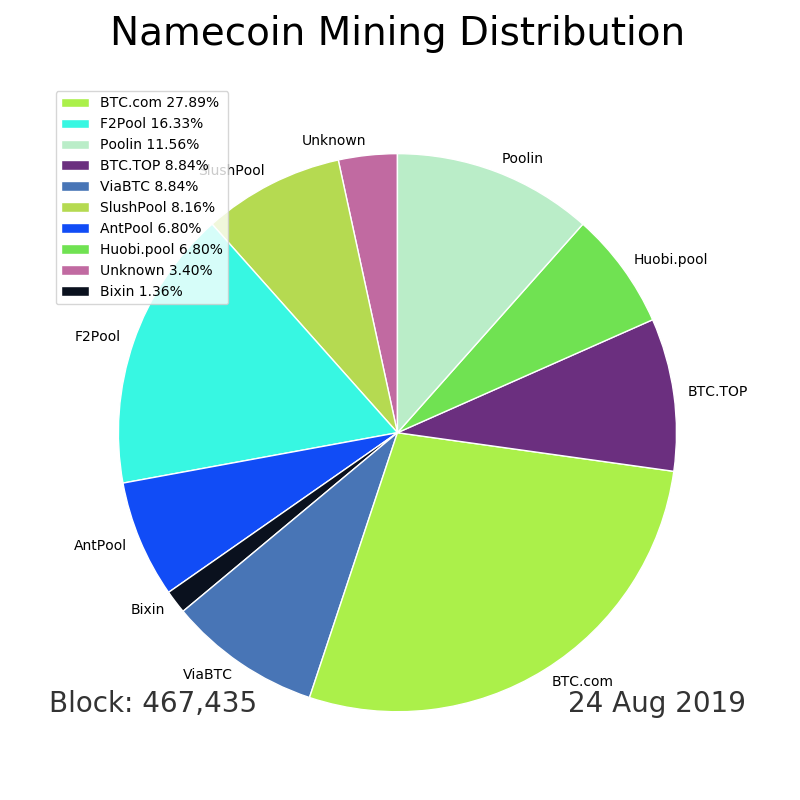 Namecoin Mining Distribution
BTC.com 27.89%
F2Pool 16.33%
Poolin 11.56%
BTC.TOP 8.84%
ViaBTC 8.84%
SlushPool 8.16%
AntPool 6.80%
Huobi.pool 6.80%
Unknown 3.40%
Bixin 1.36%
Unknown
Poolin
SlushPool
Huobi.pool
F2Pool
BTC.TOP
AntPool
Bixin
ViaBTC
BTC.com
Block: 467,435
24 Aug 2019